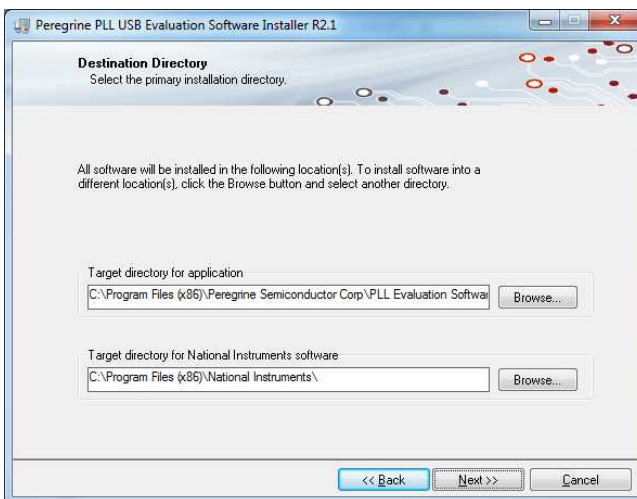 Peregrine PLL USB Evaluation Software Installer R2.1
Destination Directory
Select the primary installation directory.
All software will be installed in the following location(s). To install software into a
different location(s), click the Browse button and select another directory.
Target directory for application
C:\Program Files (x86)\Peregrine Semiconductor Corp\PLL Evaluation Softwar
Browse...
Target directory for National Instruments software
C:\Program Files (x86)\National Instruments\
Browse...
<< Back
Next >>
Cancel